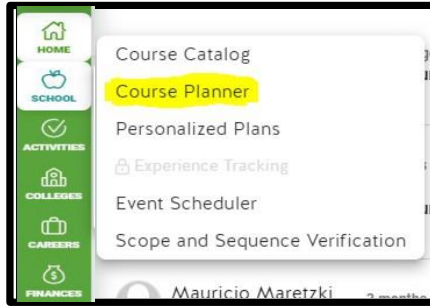 HOME
SCHOOL
ACTIVITIES
COLLEGES
CAREERS
FINANCES
Course Catalog
Course Planner
Personalized Plans
Experience Tracking
Event Scheduler
Scope and Sequence Verification
Mauricio Maretzki